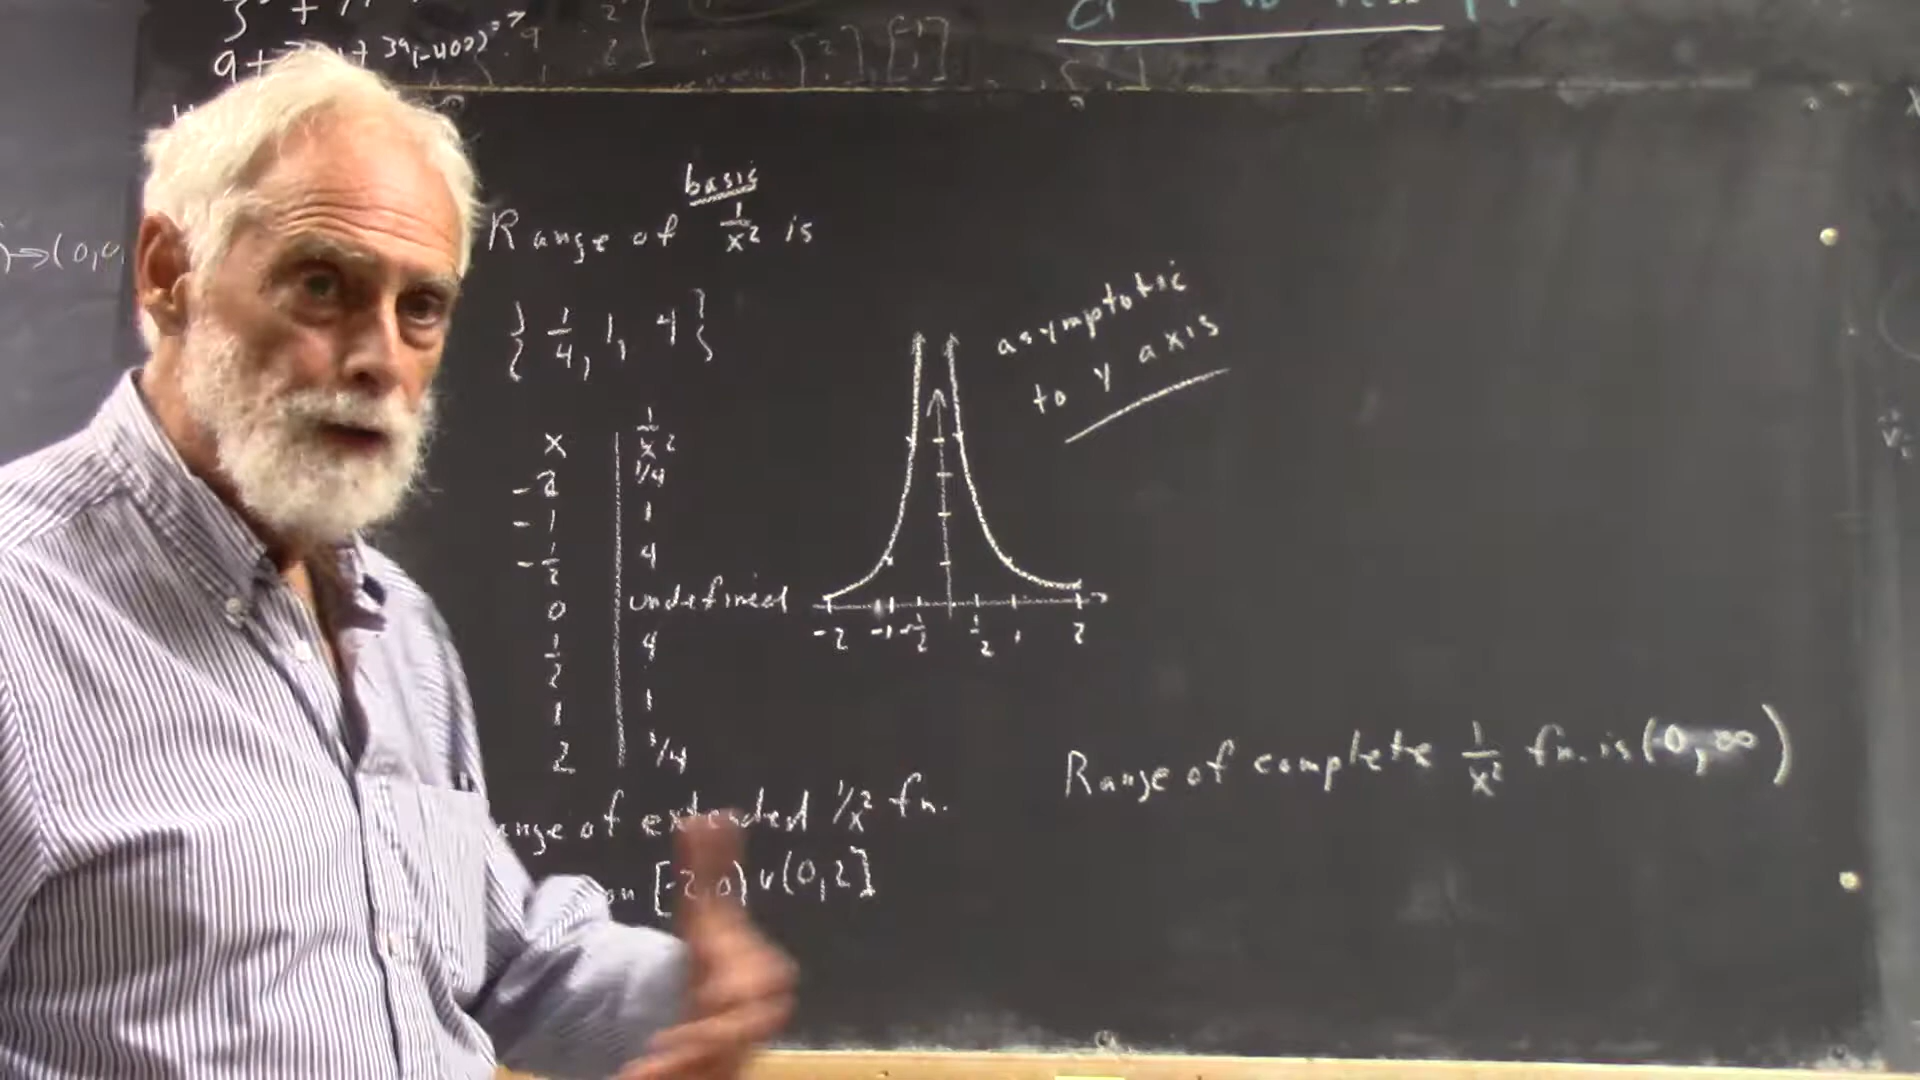 basis
Range of 1/x² is
{1/4, 1, 4}
x | 1/x²
-2 | 1/4
-1 | 1
-1/2 | 4
0 | undefined
1/2 | 4
1 | 1
2 | 1/4
asymptotic
to y axis
-2 -1 -1/2 1/2 1 2
ange of extended 1/x² fn.
on [-2, 0) ∪ (0, 2]
Range of complete 1/x² fn. is (0, ∞)